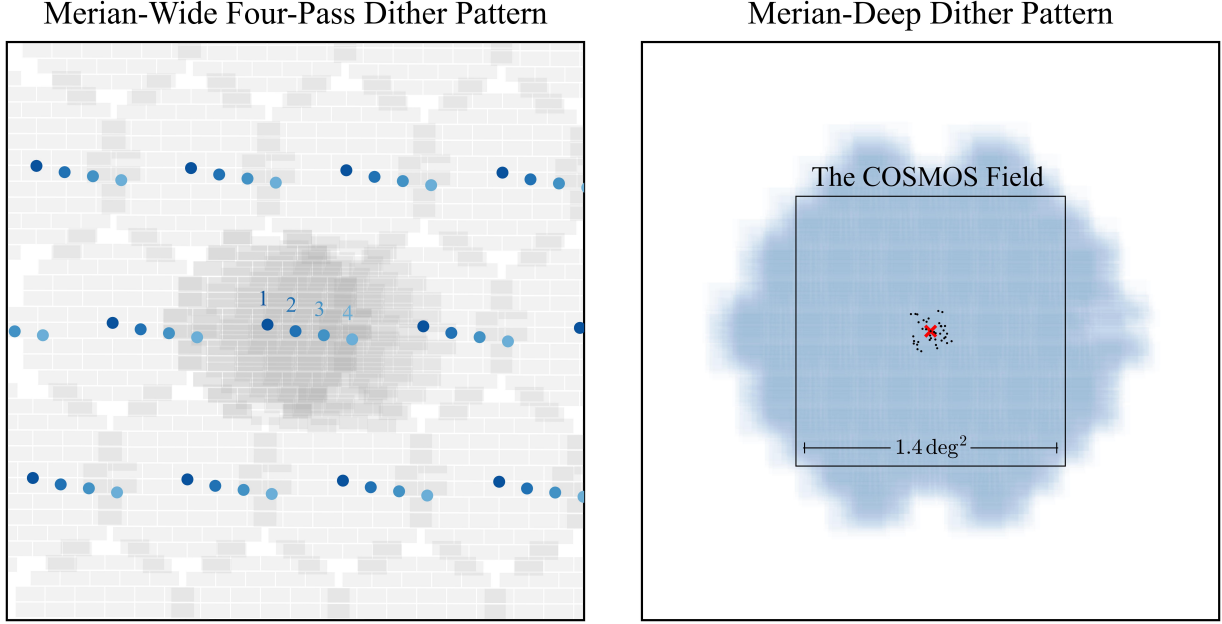 Merian-Wide Four-Pass Dither Pattern
1 2 3 4
Merian-Deep Dither Pattern
The COSMOS Field
1.4 deg²